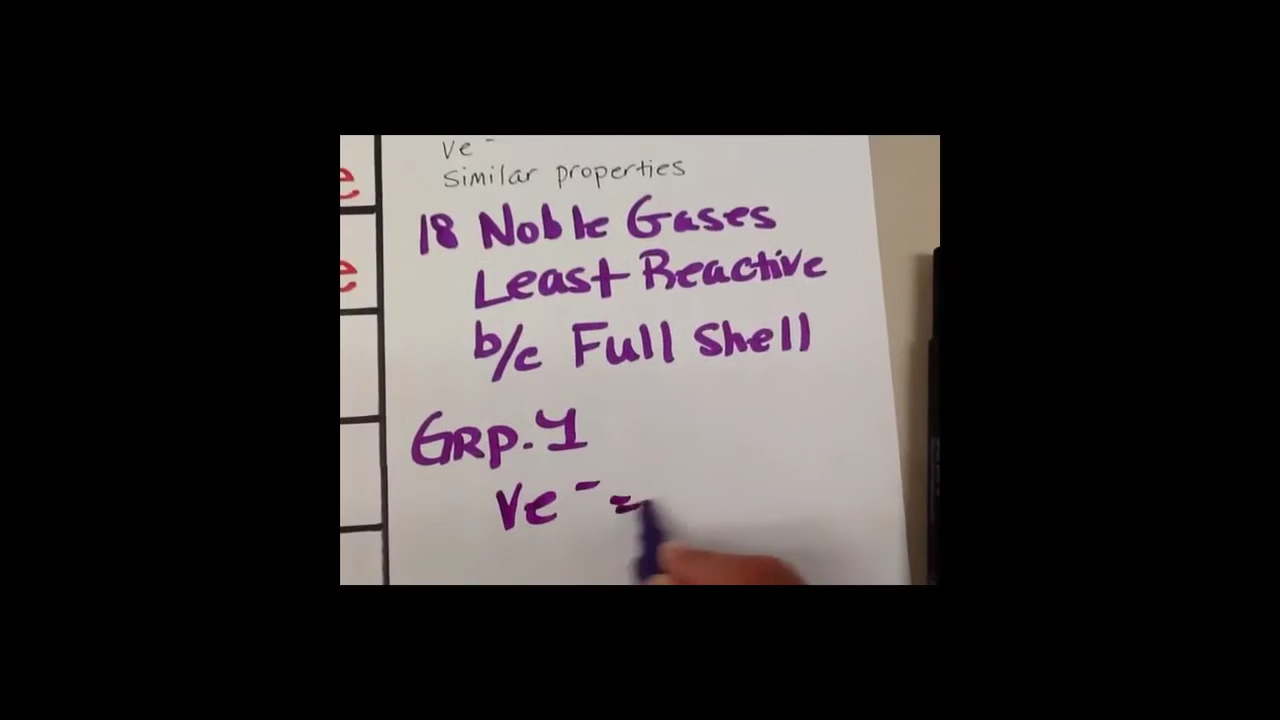 ve -
similar properties
18 Noble Gases
Least Reactive
b/c Full Shell
GRP. 1
Ve - =
e
e